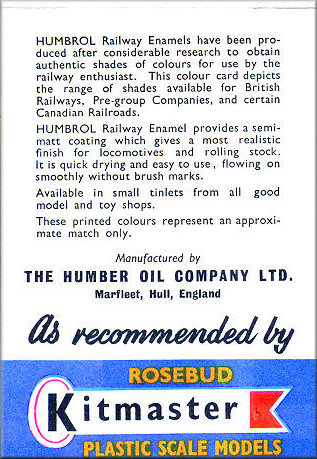 HUMBROL Railway Enamels have been pro-
duced after considerable research to obtain
authentic shades of colours for use by the
railway enthusiast. This colour card depicts
the range of shades available for British
Railways, Pre-group Companies, and certain
Canadian Railroads.
HUMBROL Railway Enamel provides a semi-
matt coating which gives a most realistic
finish for locomotives and rolling stock.
It is quick drying and easy to use, flowing on
smoothly without brush marks.
Available in small tinlets from all good
model and toy shops.
These printed colours represent an approxi-
mate match only.
Manufactured by
THE HUMBER OIL COMPANY LTD.
Marfleet, Hull, England
As recommended by
ROSEBUD
Kitmaster
PLASTIC SCALE MODELS